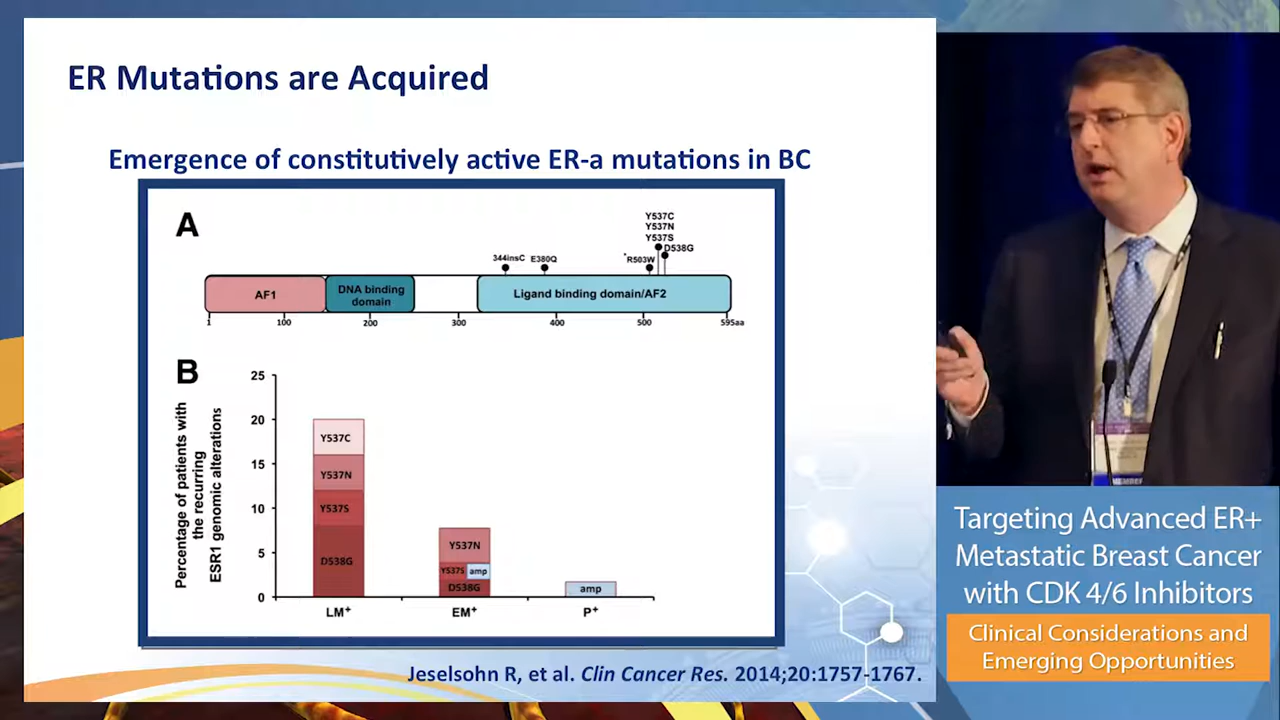 ER Mutations are Acquired
Emergence of constitutively active ER-a mutations in BC
A
Y537C
Y537N
Y537S
D538G
344insC
E380Q
*R503W
AF1
DNA binding
domain
Ligand binding domain/AF2
1
100
200
300
400
500
595aa
B
Percentage of patients with
the recurring
ESR1 genomic alterations
25
20
15
10
5
0
Y537C
Y537N
Y537S
D538G
Y537N
Y537S
amp
D538G
amp
LM+
EM+
P+
Jeselsohn R, et al. Clin Cancer Res. 2014;20:1757-1767.
Targeting Advanced ER+
Metastatic Breast Cancer
with CDK 4/6 Inhibitors
Clinical Considerations and
Emerging Opportunities